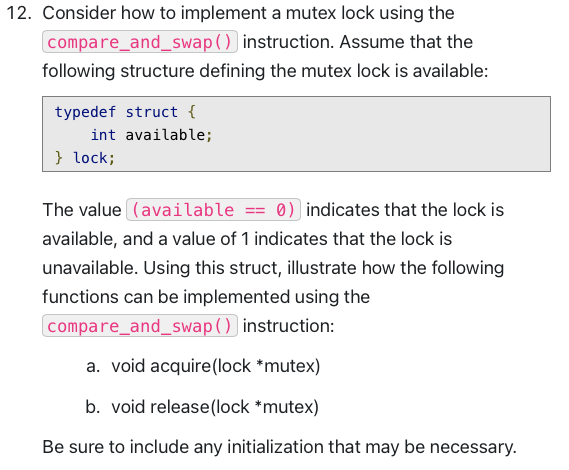 12. Consider how to implement a mutex lock using the
compare_and_swap() instruction. Assume that the
following structure defining the mutex lock is available:
typedef struct {
    int available;
} lock;
The value (available == 0) indicates that the lock is
available, and a value of 1 indicates that the lock is
unavailable. Using this struct, illustrate how the following
functions can be implemented using the
compare_and_swap() instruction:
a. void acquire(lock *mutex)
b. void release(lock *mutex)
Be sure to include any initialization that may be necessary.